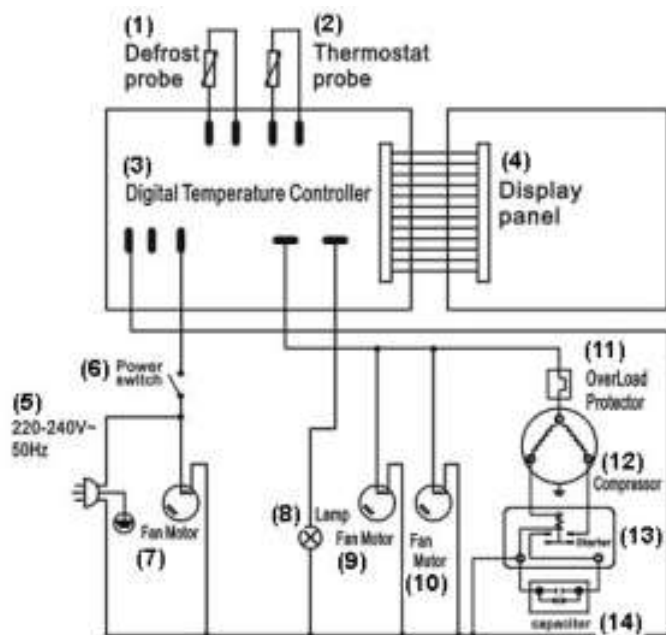 (1)
Defrost
probe
(2)
Thermostat
probe
(3)
Digital Temperature Controller
(4)
Display
panel
(5)
220-240V~
50Hz
(6) Power
switch
(7)
Fan Motor
(8) Lamp
Fan Motor
(9)
Fan
Motor
(10)
(11)
OverLoad
Protector
(12)
Compressor
(13)
Starter
capaciter (14)